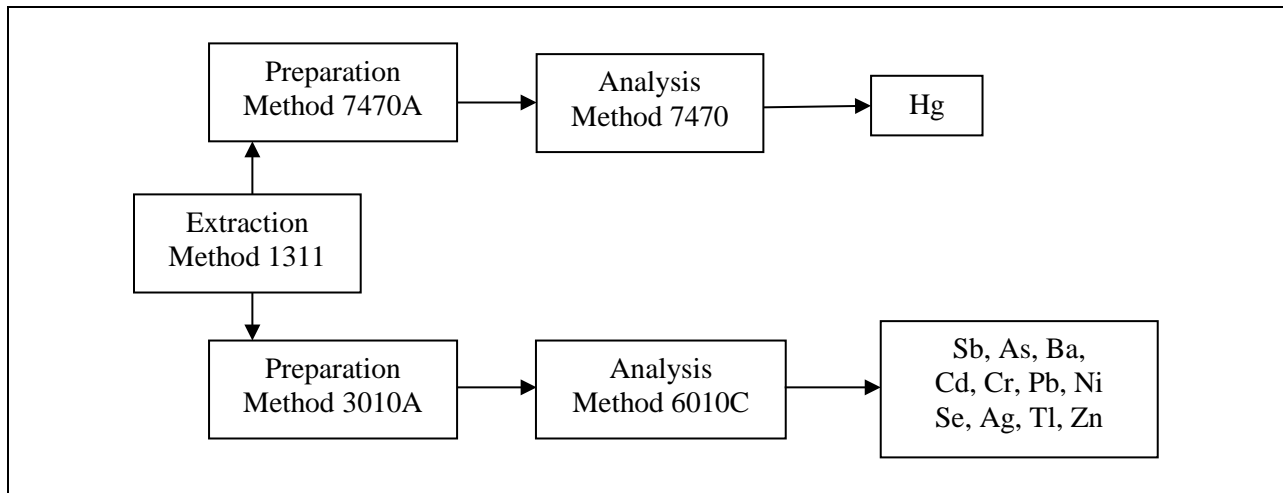 Preparation
Method 7470A
Analysis
Method 7470
Hg
Extraction
Method 1311
Preparation
Method 3010A
Analysis
Method 6010C
Sb, As, Ba,
Cd, Cr, Pb, Ni
Se, Ag, Tl, Zn